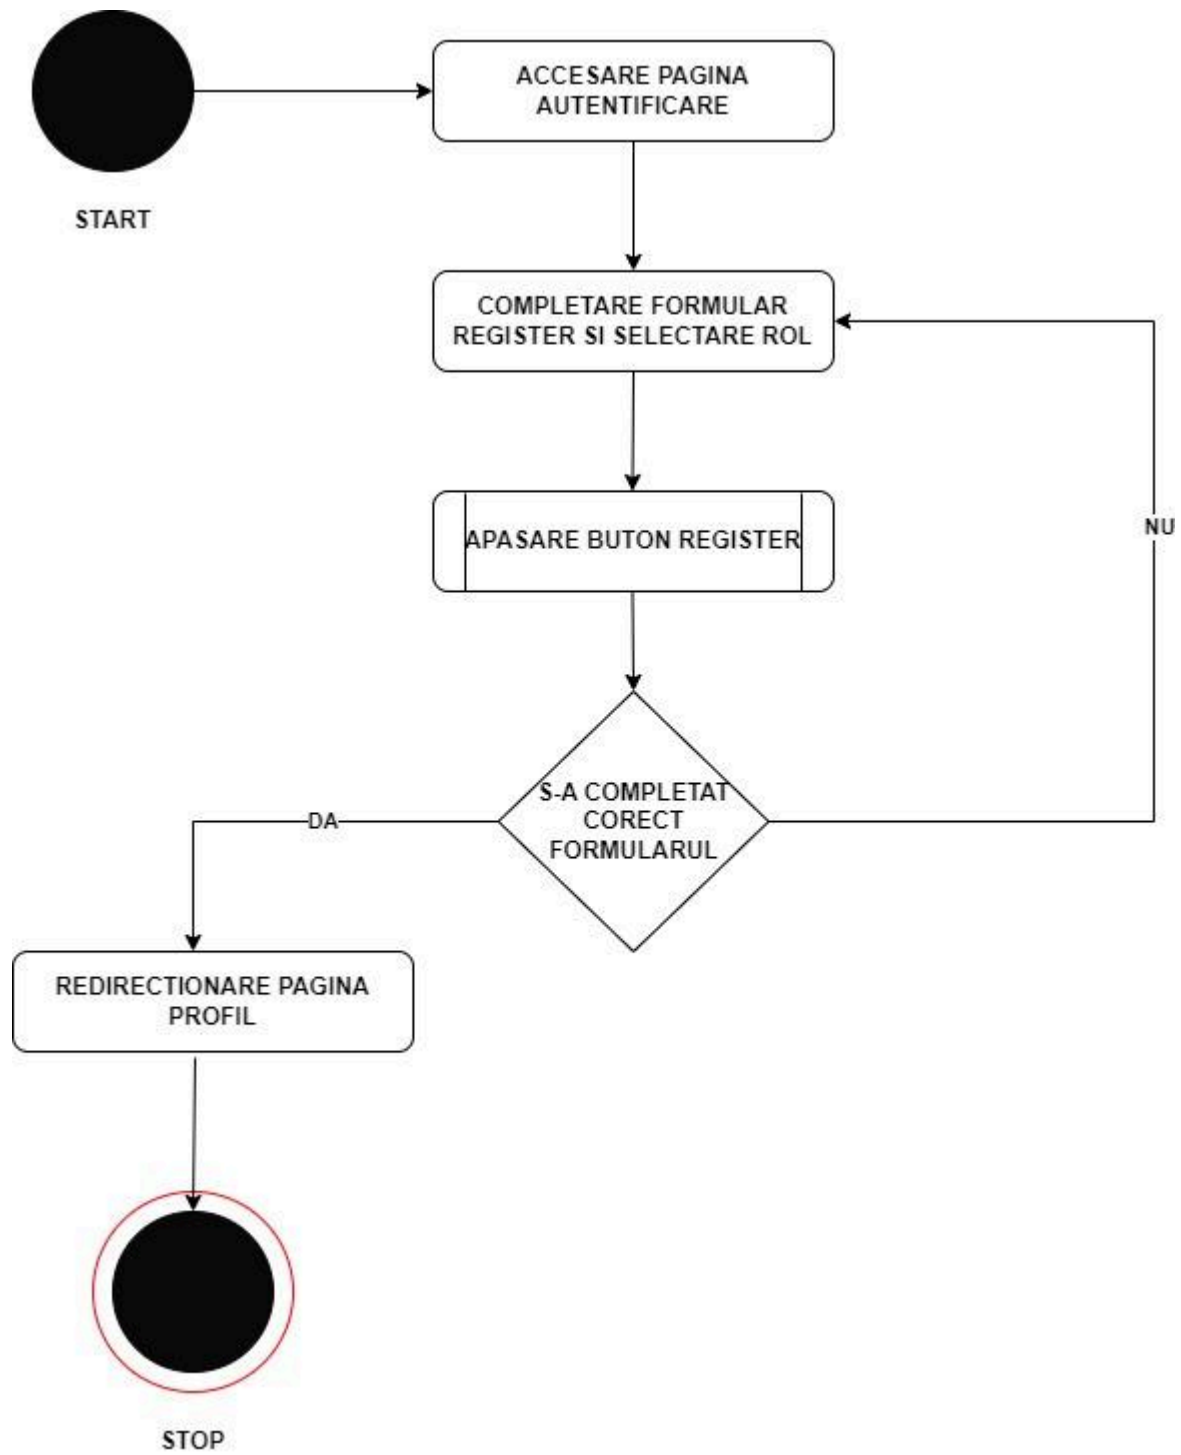 ACCESARE PAGINA
AUTENTIFICARE
START
COMPLETARE FORMULAR
REGISTER SI SELECTARE ROL
APASARE BUTON REGISTER
NU
S-A COMPLETAT
CORECT
FORMULARUL
DA
REDIRECTIONARE PAGINA
PROFIL
STOP